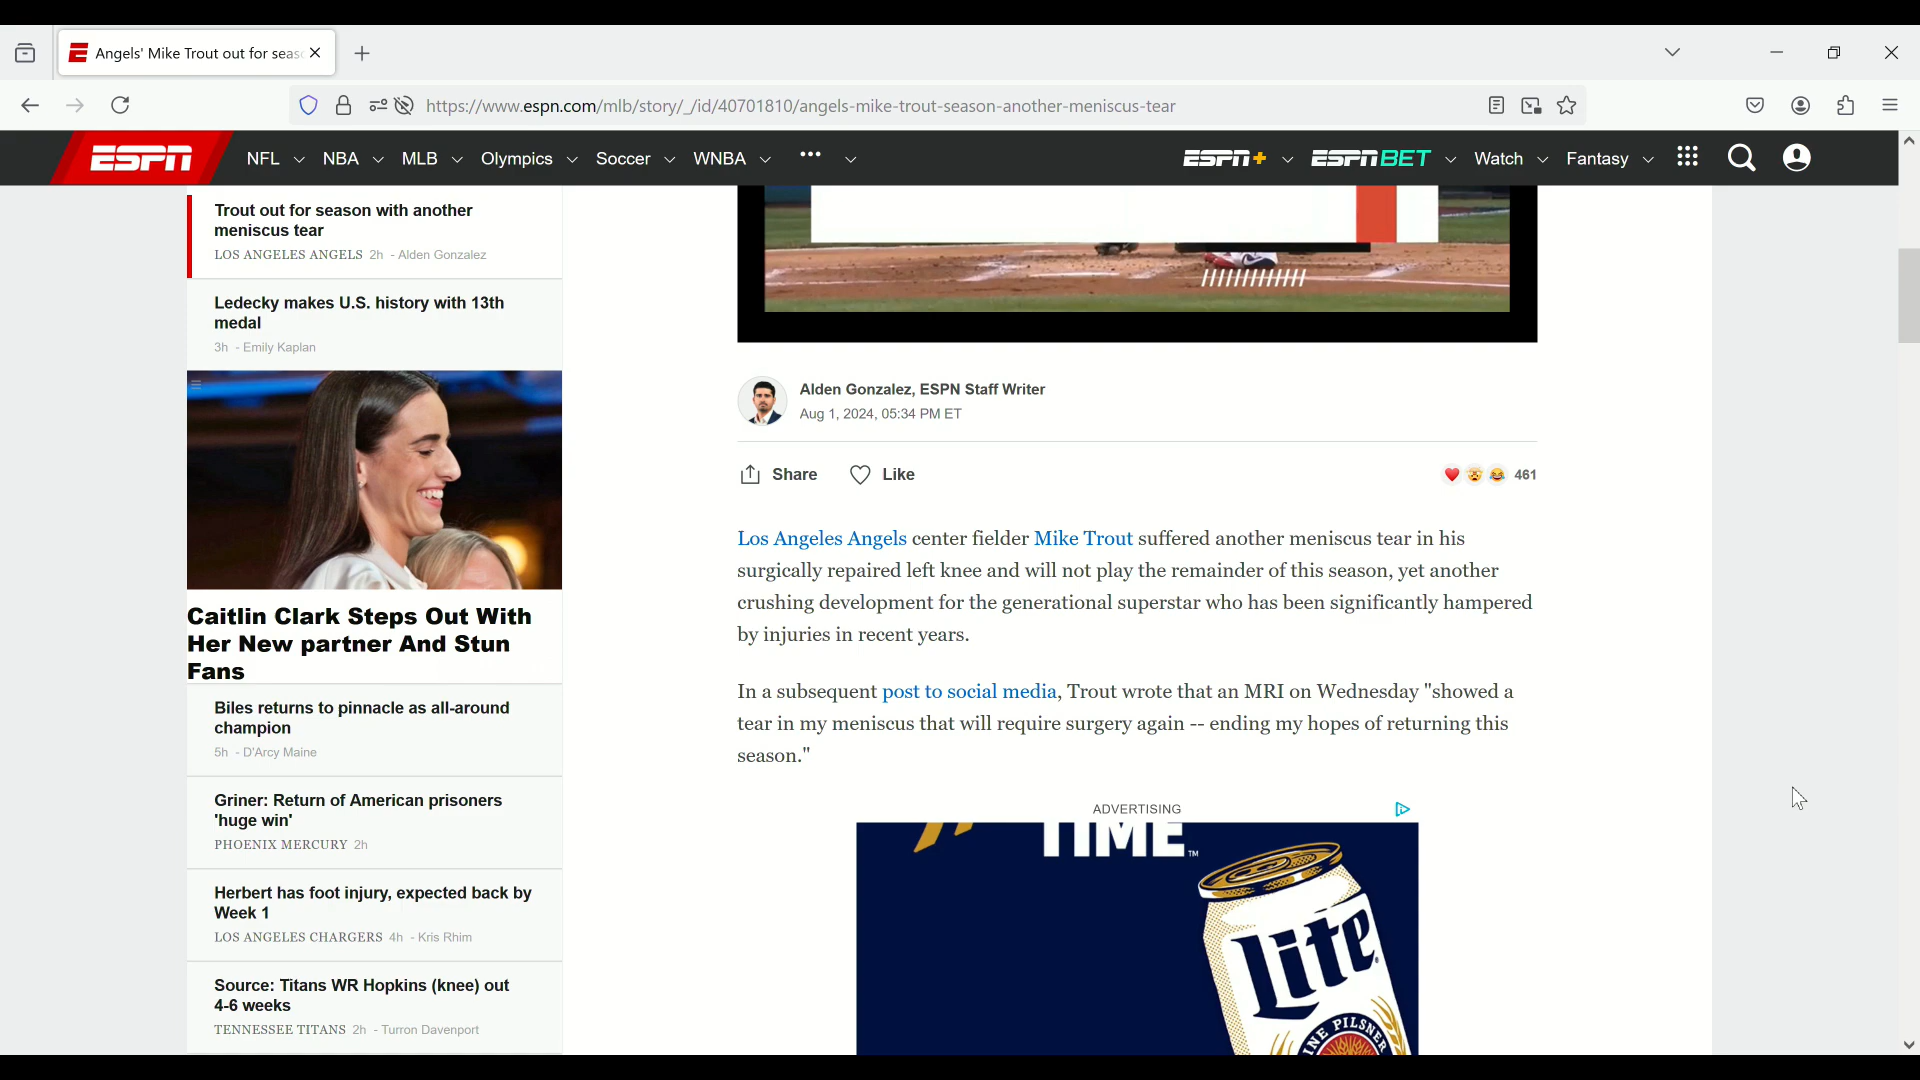 Angels' Mike Trout out for seas
https://www.espn.com/mlb/story/_/id/40701810/angels-mike-trout-season-another-meniscus-tear
ESPN NFL NBA MLB Olympics Soccer WNBA ••• ESPN+ ESPN BET Watch Fantasy
Trout out for season with another
meniscus tear
LOS ANGELES ANGELS 2h - Alden Gonzalez
Ledecky makes U.S. history with 13th
medal
3h - Emily Kaplan
Caitlin Clark Steps Out With
Her New partner And Stun
Fans
Biles returns to pinnacle as all-around
champion
5h - D'Arcy Maine
Griner: Return of American prisoners
'huge win'
PHOENIX MERCURY 2h
Herbert has foot injury, expected back by
Week 1
LOS ANGELES CHARGERS 4h - Kris Rhim
Source: Titans WR Hopkins (knee) out
4-6 weeks
TENNESSEE TITANS 2h - Turron Davenport
Alden Gonzalez, ESPN Staff Writer
Aug 1, 2024, 05:34 PM ET
Share Like 461
Los Angeles Angels center fielder Mike Trout suffered another meniscus tear in his
surgically repaired left knee and will not play the remainder of this season, yet another
crushing development for the generational superstar who has been significantly hampered
by injuries in recent years.
In a subsequent post to social media, Trout wrote that an MRI on Wednesday "showed a
tear in my meniscus that will require surgery again -- ending my hopes of returning this
season."
ADVERTISING
TIME™
Lite
INE PILSNER